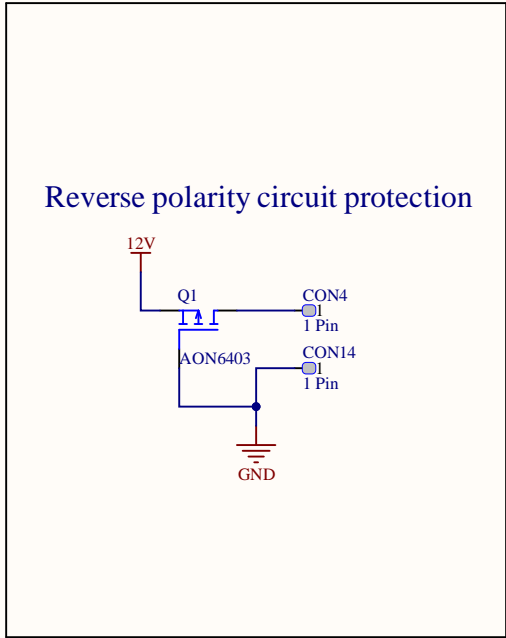 Reverse polarity circuit protection
12V
Q1
CON4
1
1 Pin
AON6403
CON14
1
1 Pin
GND